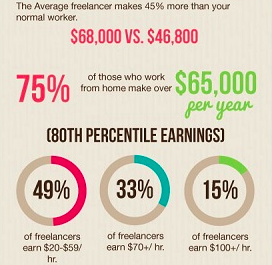 The Average freelancer makes 45% more than your
normal worker.
$68,000 VS. $46,800
75%
of those who work
from home make over
$65,000
per year
(80TH PERCENTILE EARNINGS)
49%
33%
15%
of freelancers
earn $20-$59/
hr.
of freelancers
earn $70+/ hr.
of freelancers
earn $100+/ hr.